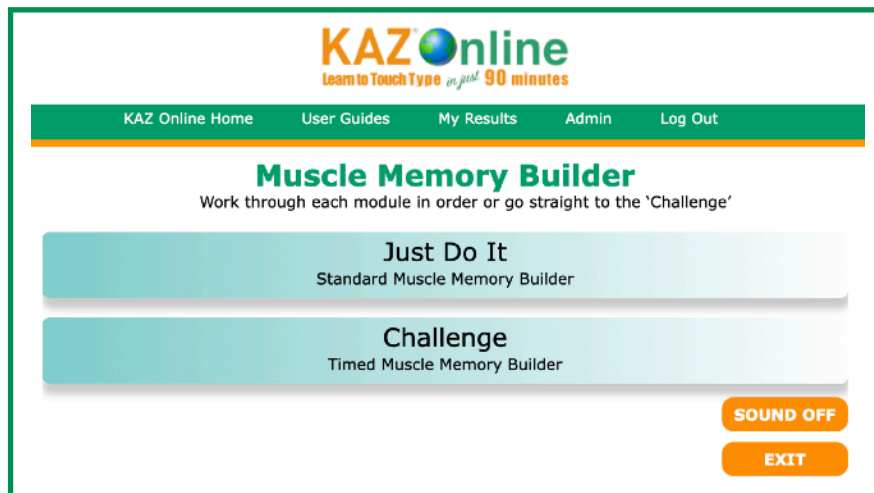 KAZ Online
Learn to Touch Type in just 90 minutes
KAZ Online Home User Guides My Results Admin Log Out
Muscle Memory Builder
Work through each module in order or go straight to the ‘Challenge’
Just Do It
Standard Muscle Memory Builder
Challenge
Timed Muscle Memory Builder
SOUND OFF
EXIT